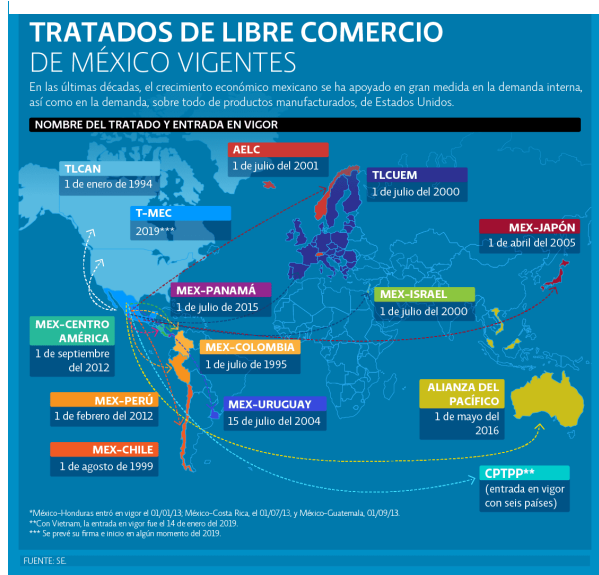 TRATADOS DE LIBRE COMERCIO
DE MÉXICO VIGENTES
En las últimas décadas, el crecimiento económico mexicano se ha apoyado en gran medida en la demanda interna,
así como en la demanda, sobre todo de productos manufacturados, de Estados Unidos.
NOMBRE DEL TRATADO Y ENTRADA EN VIGOR
AELC
1 de julio del 2001
TLCAN
1 de enero de 1994
TLCUEM
1 de julio del 2000
T-MEC
2019***
MEX-JAPÓN
1 de abril del 2005
MEX-PANAMÁ
1 de julio de 2015
MEX-ISRAEL
1 de julio del 2000
MEX-CENTRO
AMÉRICA
1 de septiembre
del 2012
MEX-COLOMBIA
1 de julio de 1995
MEX-PERÚ
1 de febrero del 2012
MEX-URUGUAY
15 de julio del 2004
ALIANZA DEL
PACÍFICO
1 de mayo del
2016
MEX-CHILE
1 de agosto de 1999
CPTPP**
(entrada en vigor
con seis países)
*México-Honduras entró en vigor el 01/01/13; México-Costa Rica, el 01/07/13, y México-Guatemala, 01/09/13.
**Con Vietnam, la entrada en vigor fue el 14 de enero del 2019.
*** Se prevé su firma e inicio en algún momento del 2019.
FUENTE: SE.